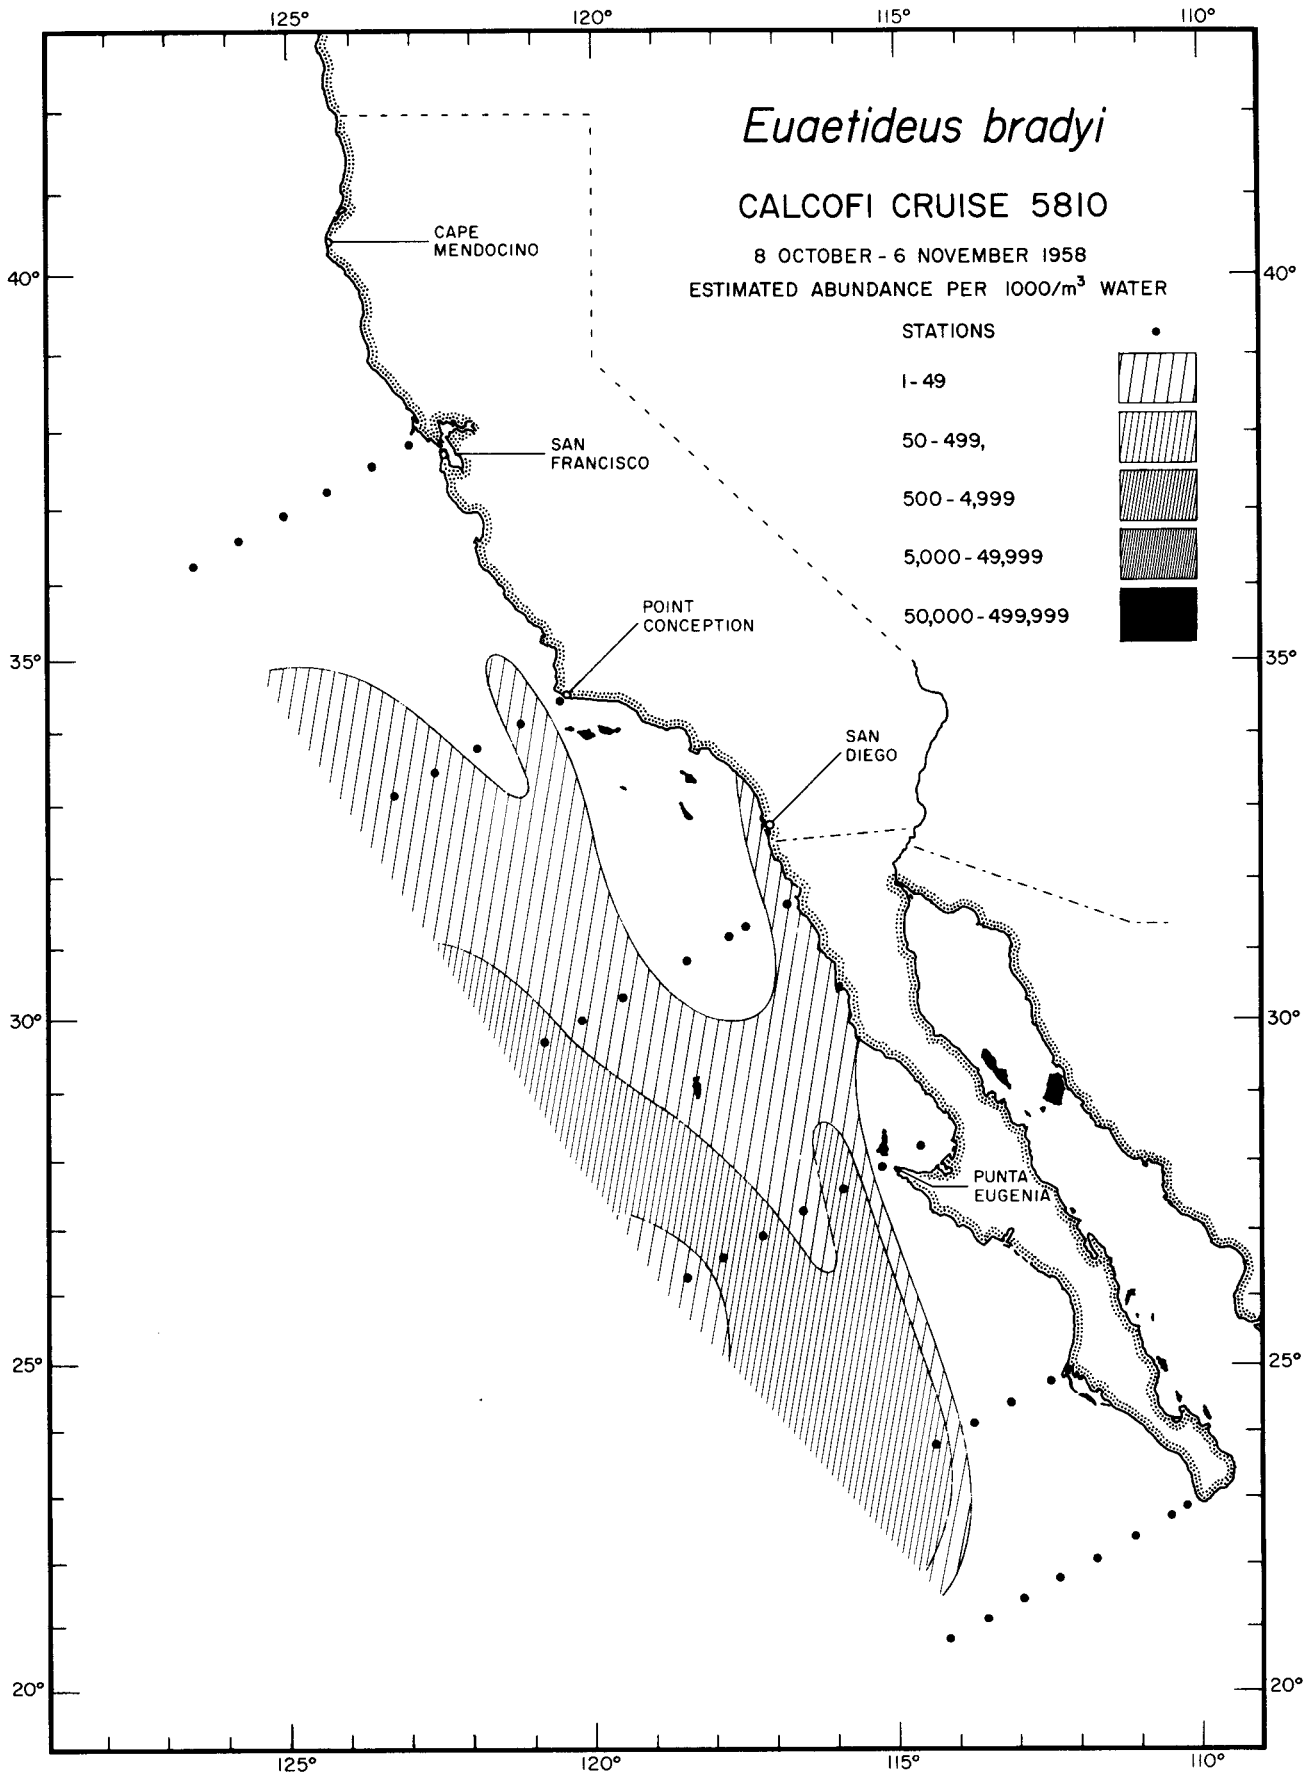 125° 120° 115° 110°
Euaetideus bradyi
CALCOFI CRUISE 5810
8 OCTOBER - 6 NOVEMBER 1958
ESTIMATED ABUNDANCE PER 1000/m³ WATER
STATIONS
1-49
50-499,
500-4,999
5,000-49,999
50,000-499,999
CAPE
MENDOCINO
40° 40°
SAN
FRANCISCO
POINT
CONCEPTION
35° 35°
SAN
DIEGO
30° 30°
PUNTA
EUGENIA
25° 25°
20° 20°
125° 120° 115° 110°